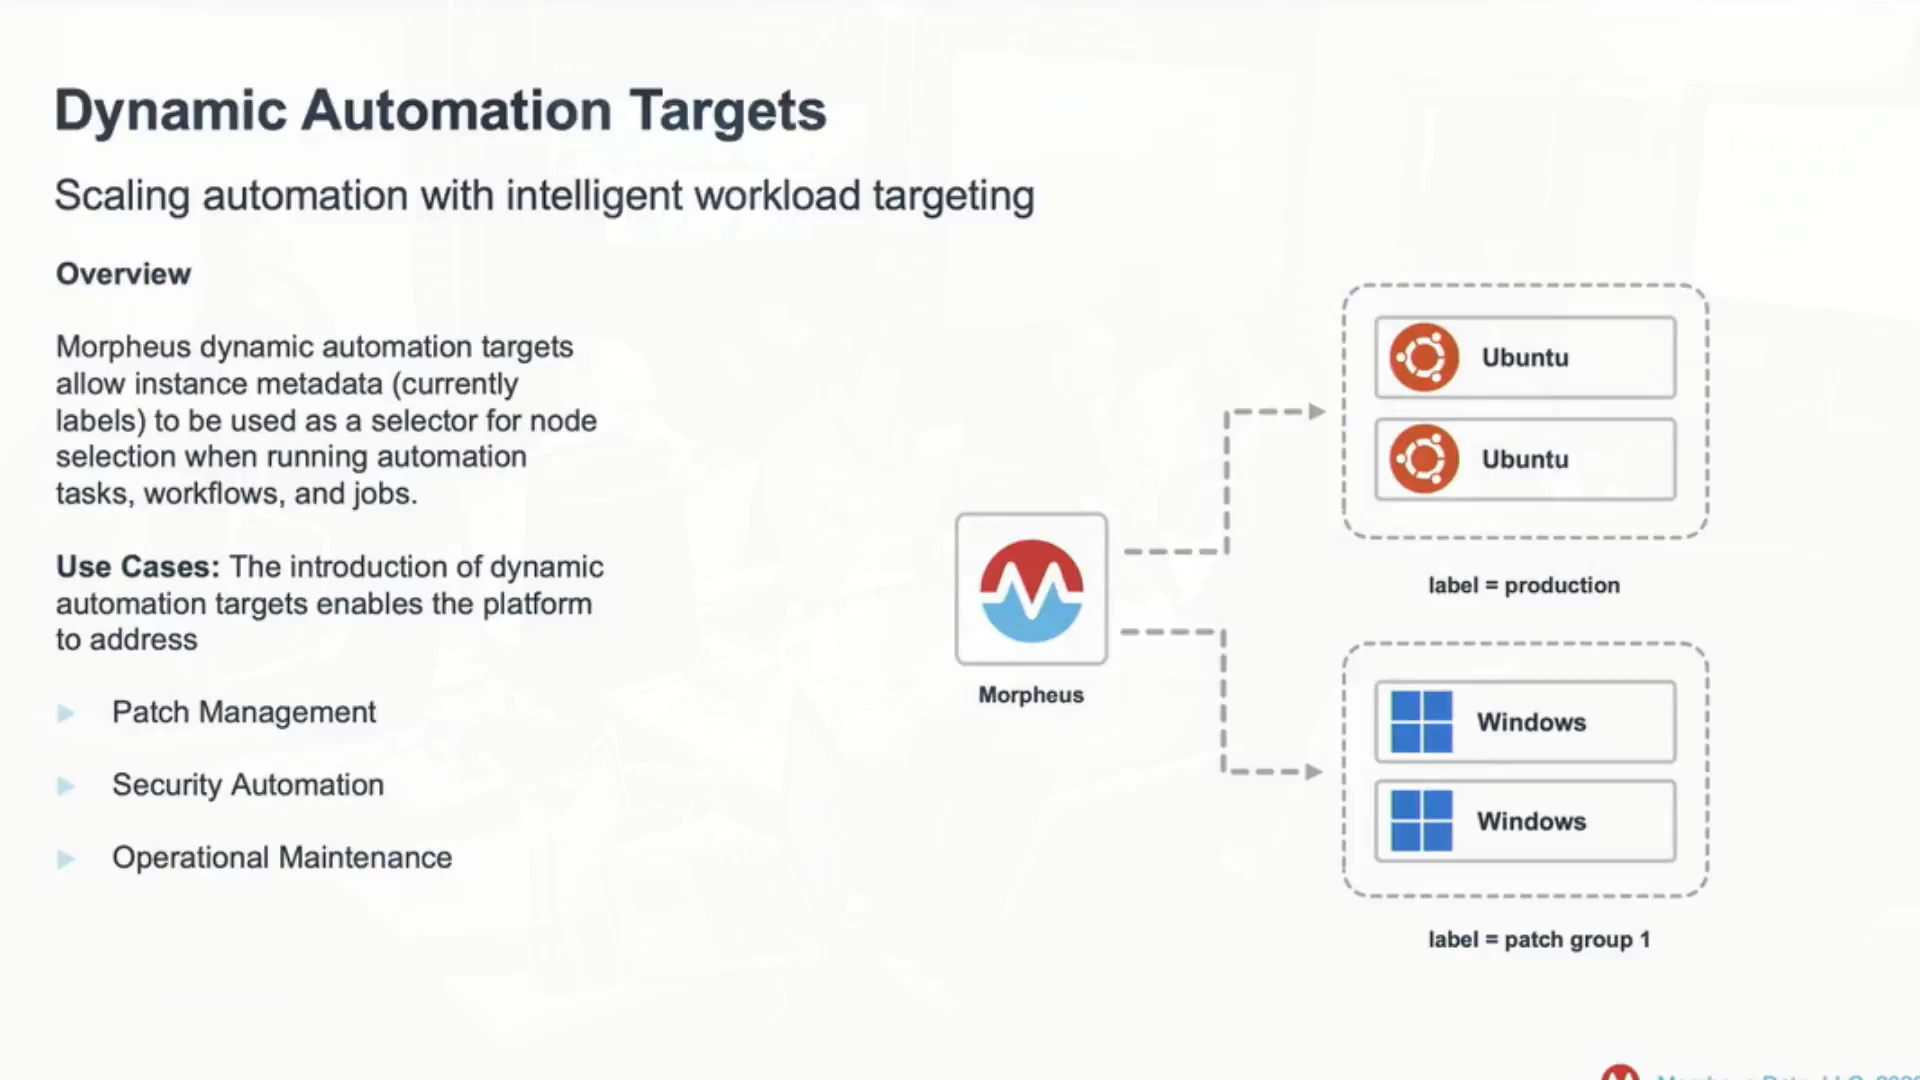 Dynamic Automation Targets
Scaling automation with intelligent workload targeting
Overview
Morpheus dynamic automation targets
allow instance metadata (currently
labels) to be used as a selector for node
selection when running automation
tasks, workflows, and jobs.
Use Cases: The introduction of dynamic
automation targets enables the platform
to address
Patch Management
Security Automation
Operational Maintenance
Morpheus
Ubuntu
Ubuntu
label = production
Windows
Windows
label = patch group 1